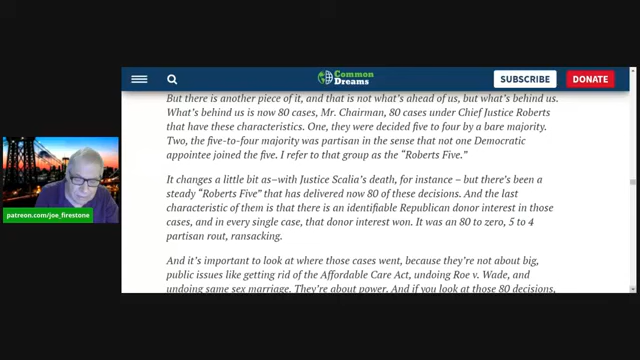 Common
Dreams
SUBSCRIBE
DONATE
But there is another piece of it, and that is not what's ahead of us, but what's behind us.
What's behind us is now 80 cases, Mr. Chairman, 80 cases under Chief Justice Roberts
that have these characteristics. One, they were decided five to four by a bare majority.
Two, the five-to-four majority was partisan in the sense that not one Democratic
appointee joined the five. I refer to that group as the “Roberts Five.”
It changes a little bit as–with Justice Scalia's death, for instance – but there's been a
steady “Roberts Five” that has delivered now 80 of these decisions. And the last
characteristic of them is that there is an identifiable Republican donor interest in those
cases, and in every single case, that donor interest won. It was an 80 to zero, 5 to 4
partisan rout, ransacking.
And it's important to look at where those cases went, because they're not about big,
public issues like getting rid of the Affordable Care Act, undoing Roe v. Wade, and
undoing same sex marriage. They're about power. And if you look at those 80 decisions,
patreon.com/joe_firestone